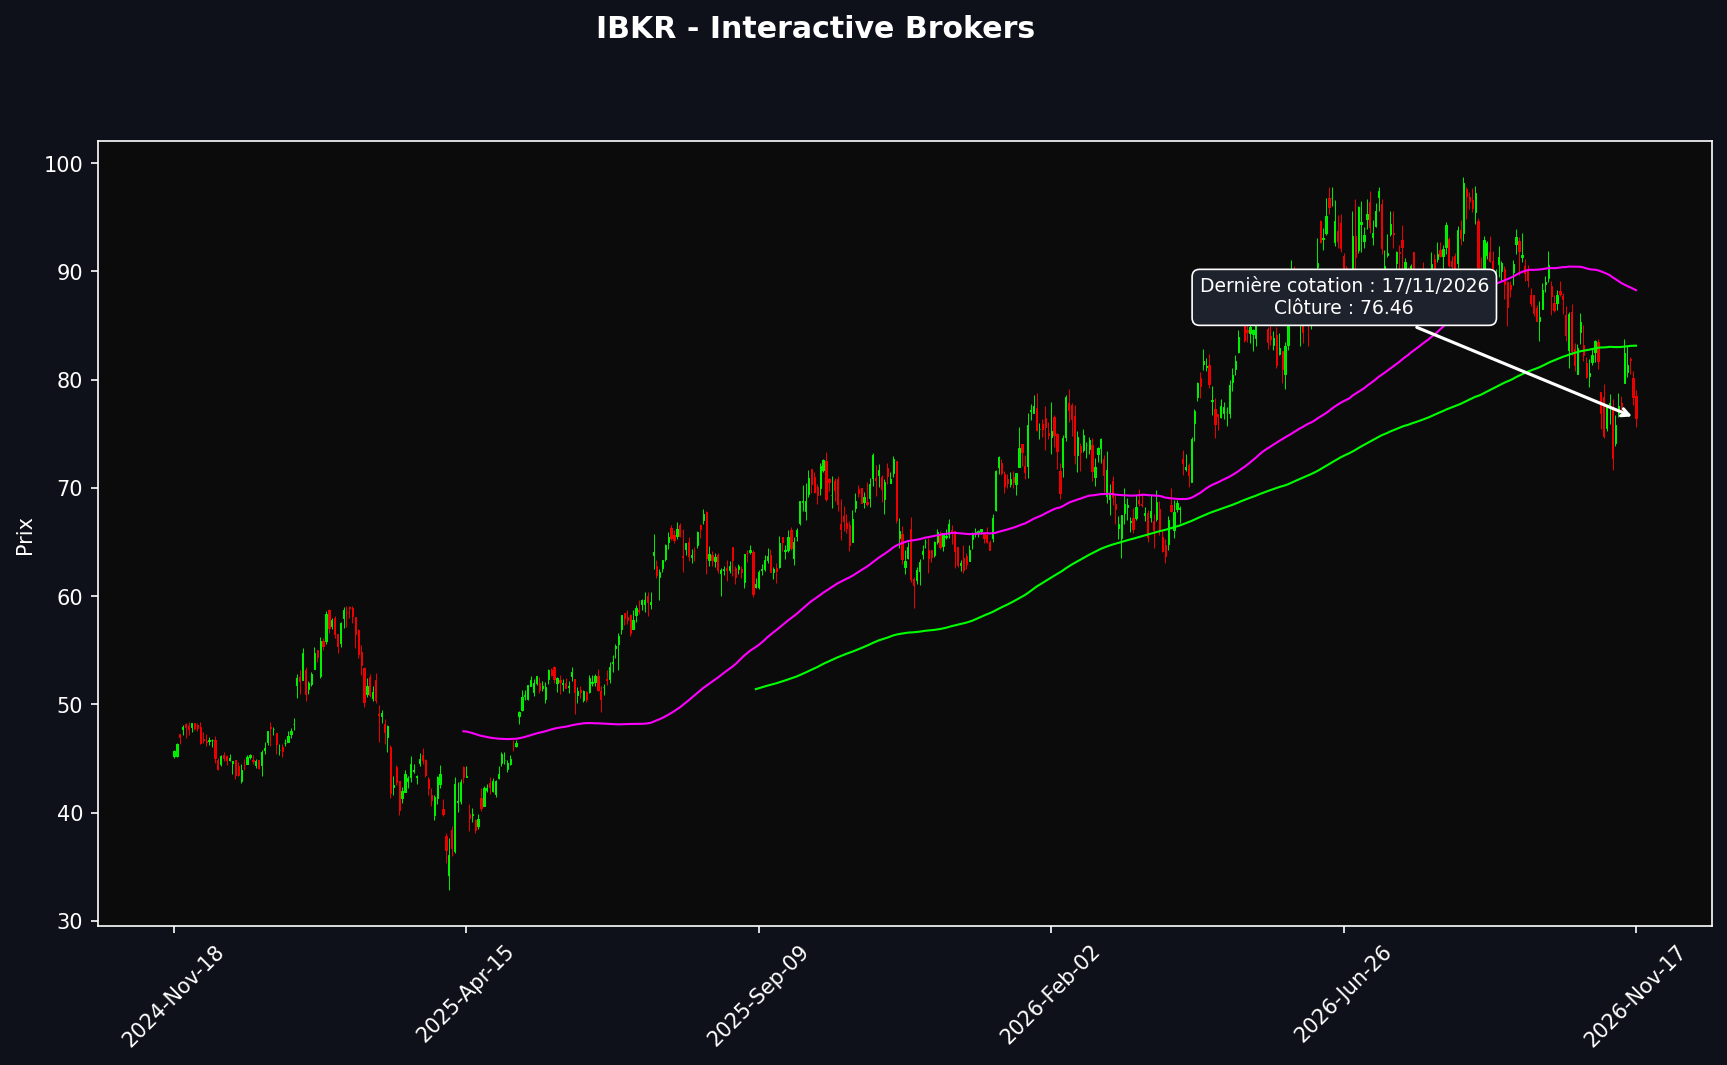 IBKR - Interactive Brokers
Prix
100
90
80
70
60
50
40
30
Dernière cotation : 17/11/2026
Clôture : 76.46
2024-Nov-18
2025-Apr-15
2025-Sep-09
2026-Feb-02
2026-Jun-26
2026-Nov-17